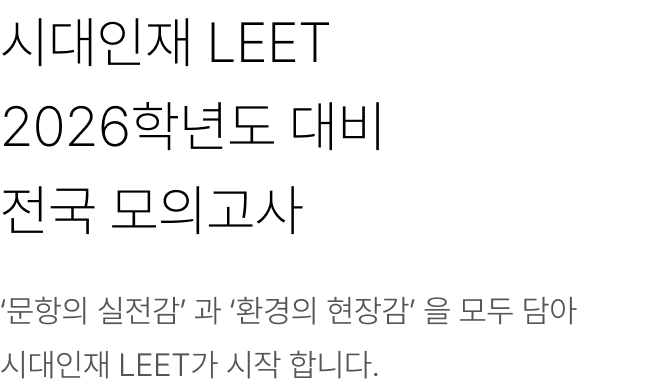 시대인재 LEET
2026학년도 대비
전국 모의고사
‘문항의 실전감’ 과 ‘환경의 현장감’ 을 모두 담아
시대인재 LEET가 시작 합니다.